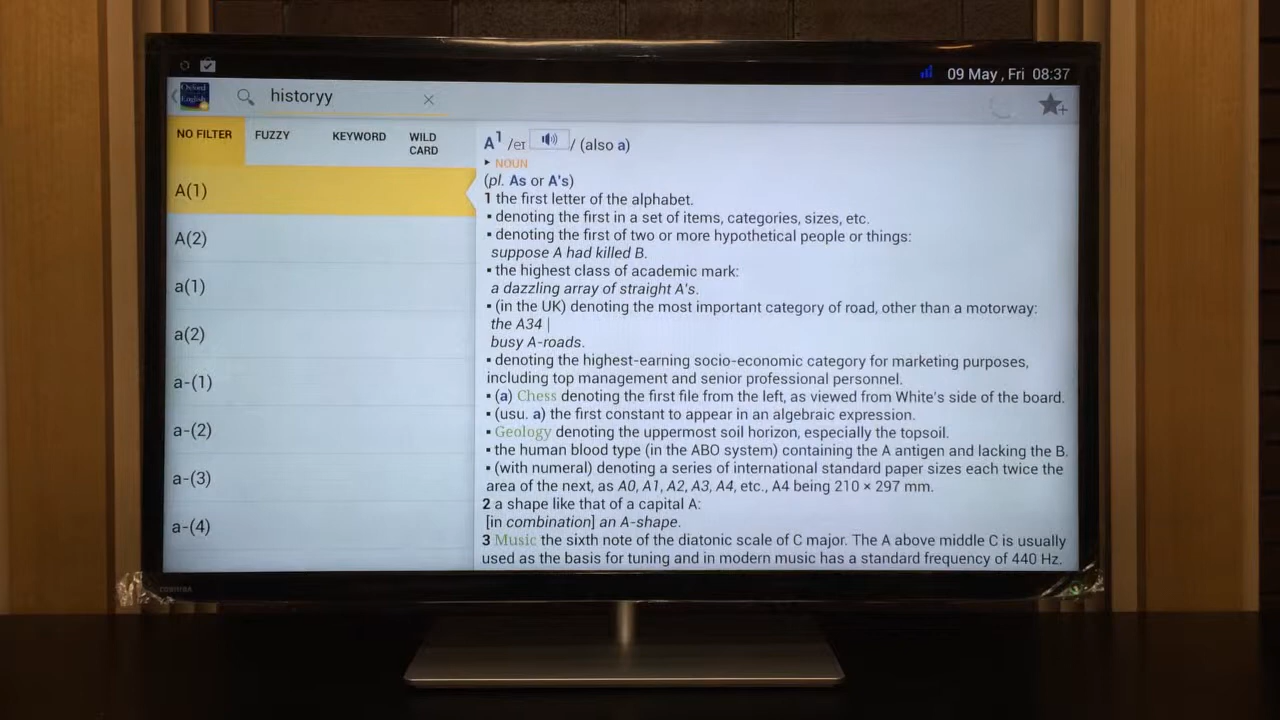 09 May , Fri 08:37
Oxford
English
historyy
NO FILTER
FUZZY
KEYWORD
WILD
CARD
A(1)
A(2)
a(1)
a(2)
a-(1)
a-(2)
a-(3)
a-(4)
A1 /eɪ / (also a)
NOUN
(pl. As or A's)
1 the first letter of the alphabet.
▪ denoting the first in a set of items, categories, sizes, etc.
▪ denoting the first of two or more hypothetical people or things:
suppose A had killed B.
▪ the highest class of academic mark:
a dazzling array of straight A's.
▪ (in the UK) denoting the most important category of road, other than a motorway:
the A34 |
busy A-roads.
▪ denoting the highest-earning socio-economic category for marketing purposes,
including top management and senior professional personnel.
▪ (a) Chess denoting the first file from the left, as viewed from White's side of the board.
▪ (usu. a) the first constant to appear in an algebraic expression.
▪ Geology denoting the uppermost soil horizon, especially the topsoil.
▪ the human blood type (in the ABO system) containing the A antigen and lacking the B.
▪ (with numeral) denoting a series of international standard paper sizes each twice the
area of the next, as A0, A1, A2, A3, A4, etc., A4 being 210 × 297 mm.
2 a shape like that of a capital A:
[in combination] an A-shape.
3 Music the sixth note of the diatonic scale of C major. The A above middle C is usually
used as the basis for tuning and in modern music has a standard frequency of 440 Hz.
TOSHIBA